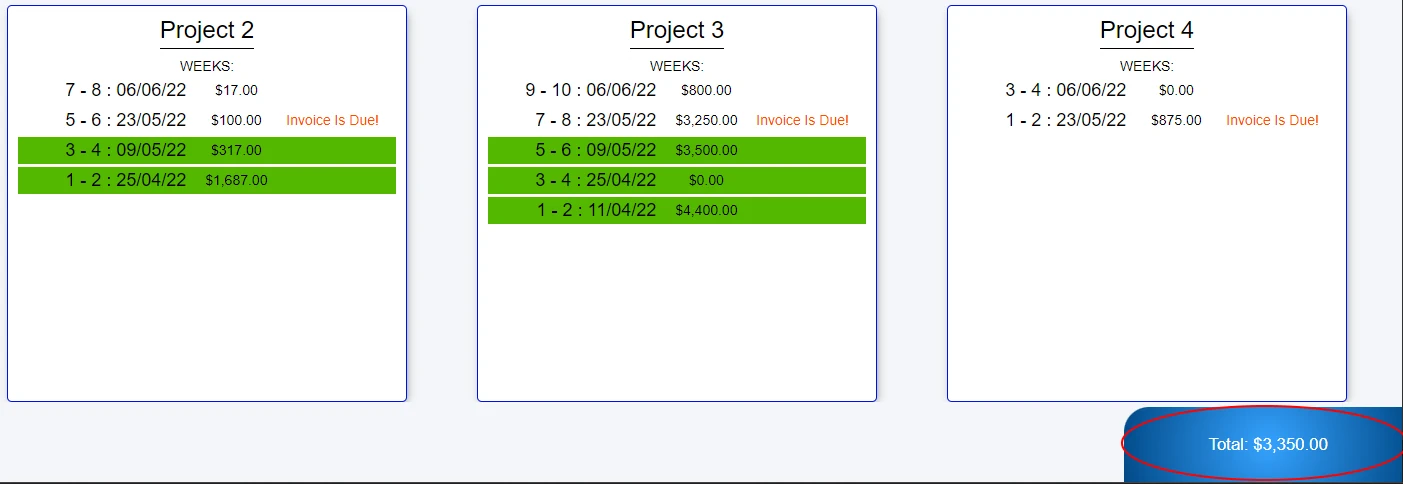 Project 2
WEEKS:
7 - 8 : 06/06/22 $17.00
5 - 6 : 23/05/22 $100.00 Invoice Is Due!
3 - 4 : 09/05/22 $317.00
1 - 2 : 25/04/22 $1,687.00
Project 3
WEEKS:
9 - 10 : 06/06/22 $800.00
7 - 8 : 23/05/22 $3,250.00 Invoice Is Due!
5 - 6 : 09/05/22 $3,500.00
3 - 4 : 25/04/22 $0.00
1 - 2 : 11/04/22 $4,400.00
Project 4
WEEKS:
3 - 4 : 06/06/22 $0.00
1 - 2 : 23/05/22 $875.00 Invoice Is Due!
Total: $3,350.00